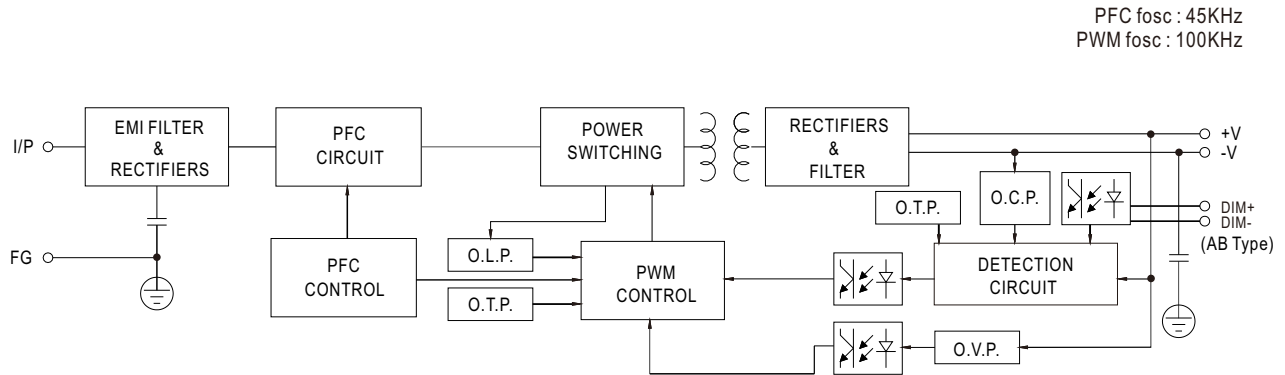 PFC fosc : 45KHz
PWM fosc : 100KHz
I/P
EMI FILTER
&
RECTIFIERS
PFC
CIRCUIT
POWER
SWITCHING
RECTIFIERS
&
FILTER
+V
-V
O.T.P.
O.C.P.
DIM+
DIM-
(AB Type)
FG
PFC
CONTROL
O.L.P.
O.T.P.
PWM
CONTROL
DETECTION
CIRCUIT
O.V.P.